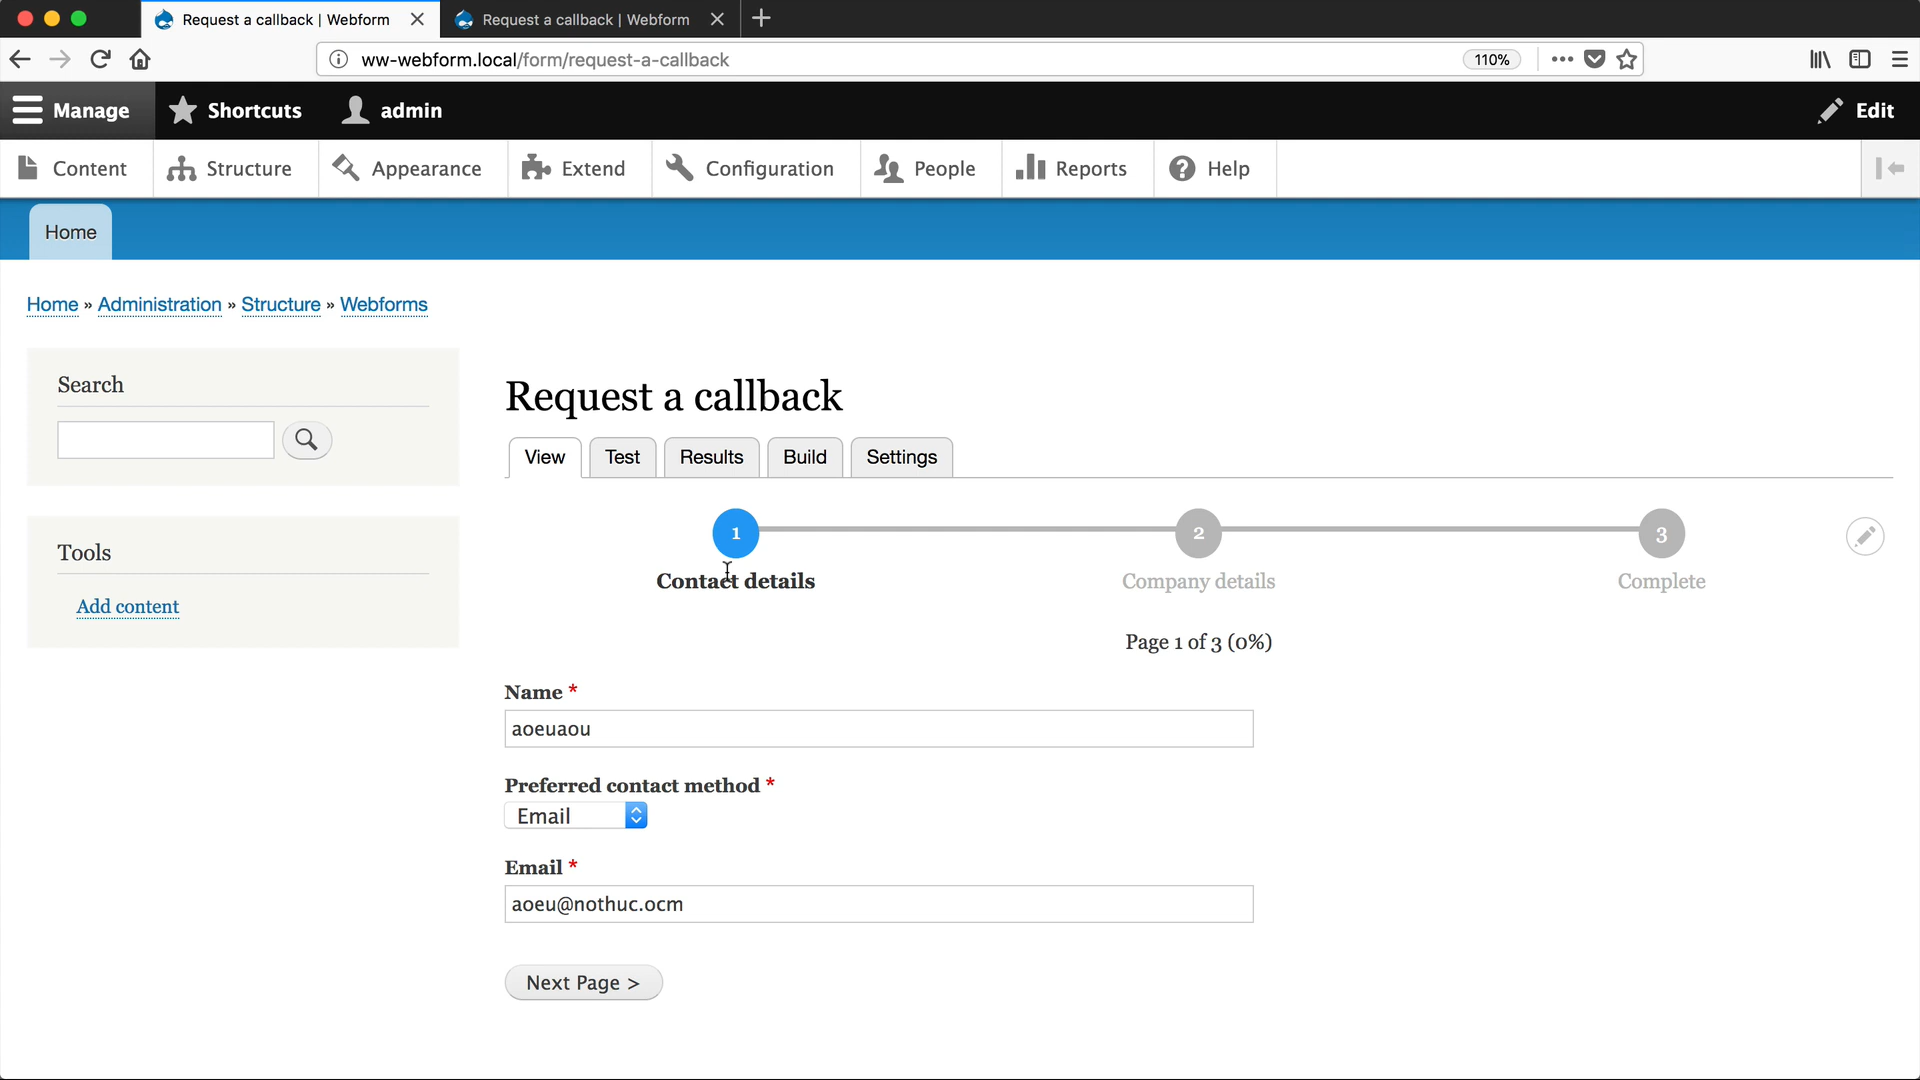 Request a callback | Webform
Request a callback | Webform
ww-webform.local/form/request-a-callback
110%
Manage
Shortcuts
admin
Edit
Content
Structure
Appearance
Extend
Configuration
People
Reports
Help
Home
Home » Administration » Structure » Webforms
Search
Tools
Add content
Request a callback
View
Test
Results
Build
Settings
1
2
3
Contact details
Company details
Complete
Page 1 of 3 (0%)
Name *
aoeuaou
Preferred contact method *
Email
Email *
aoeu@nothuc.ocm
Next Page >